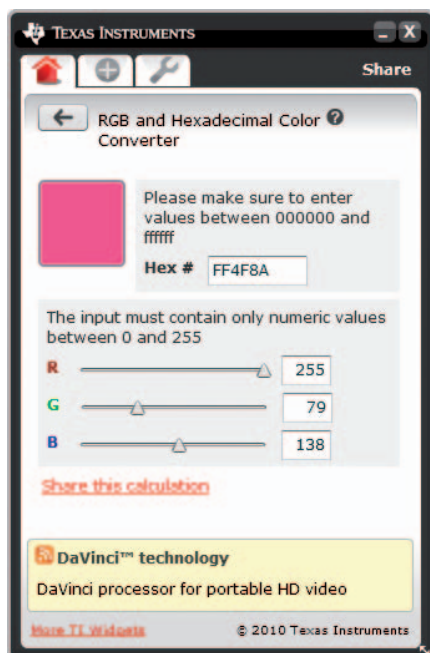 TEXAS INSTRUMENTS
Share
RGB and Hexadecimal Color
Converter
Please make sure to enter
values between 000000 and
ffffff
Hex # FF4F8A
The input must contain only numeric values
between 0 and 255
R 255
G 79
B 138
Share this calculation
DaVinci™ technology
DaVinci processor for portable HD video
More TI Widgets © 2010 Texas Instruments